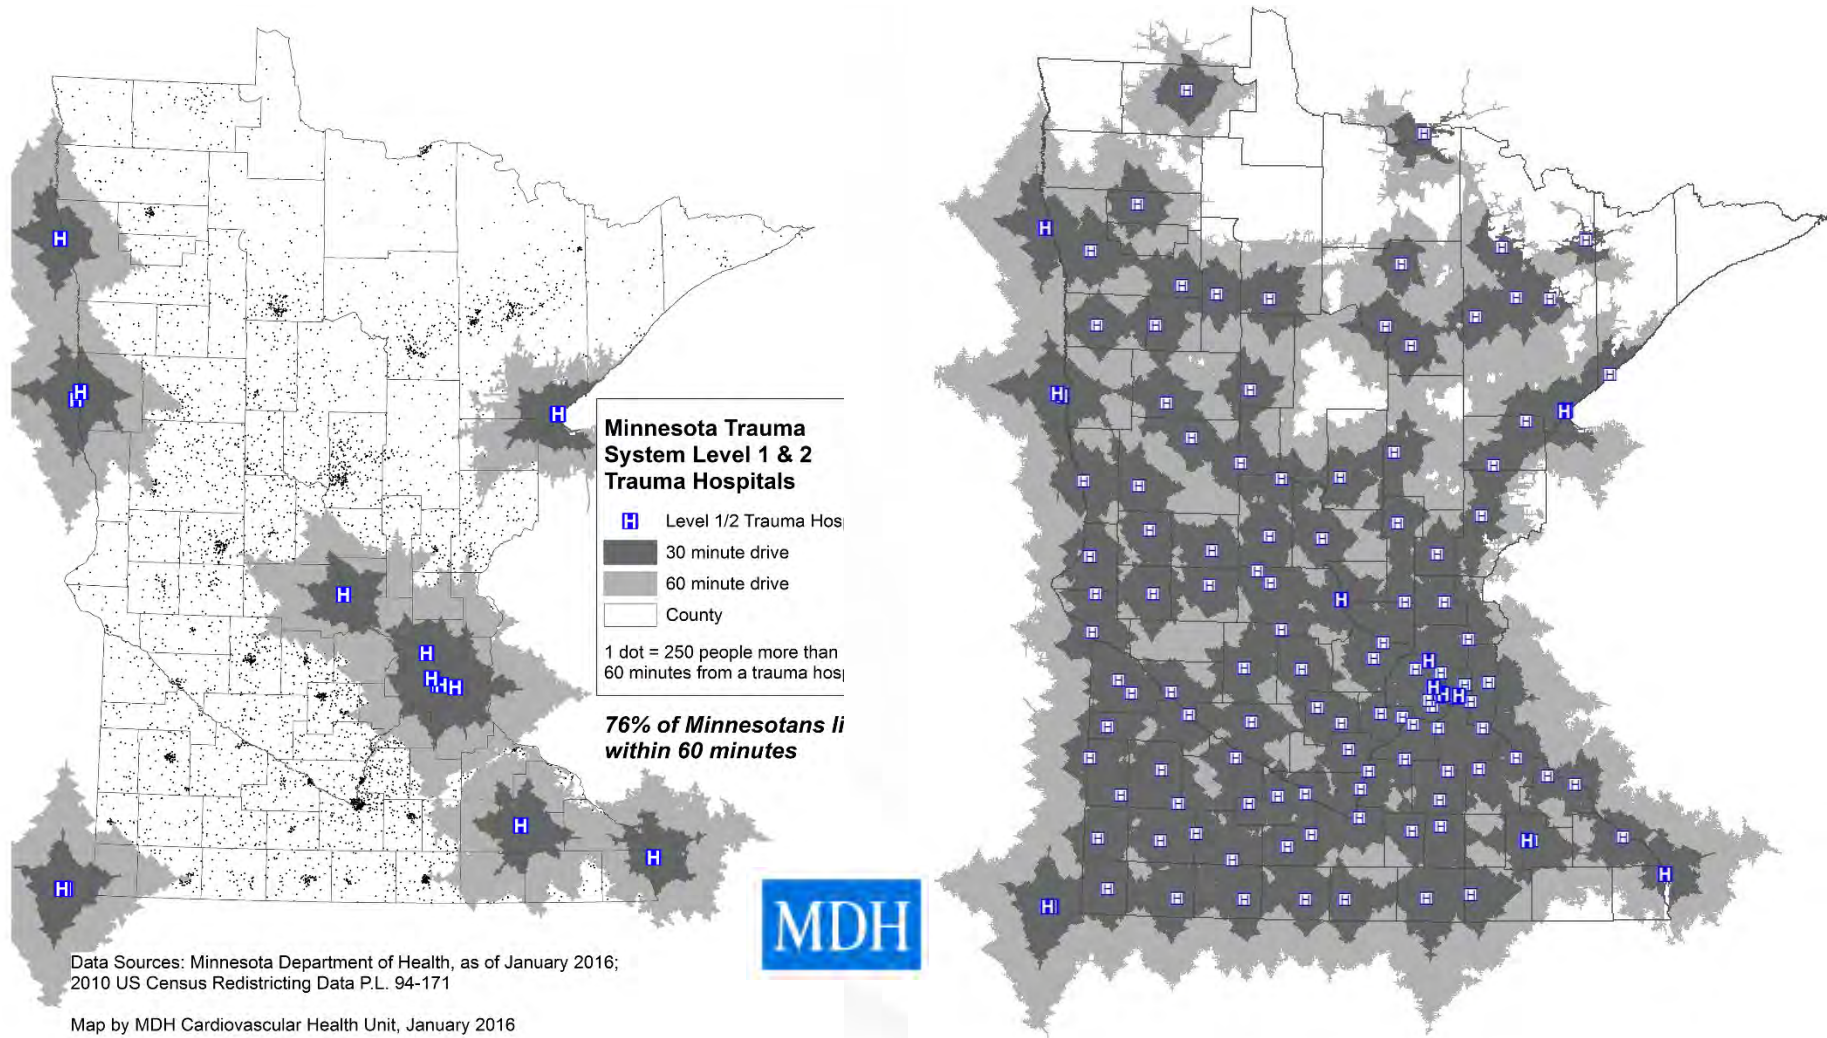 Minnesota Trauma
System Level 1 & 2
Trauma Hospitals
H Level 1/2 Trauma Hos
30 minute drive
60 minute drive
County
1 dot = 250 people more than
60 minutes from a trauma hos
76% of Minnesotans li
within 60 minutes
MDH
Data Sources: Minnesota Department of Health, as of January 2016;
2010 US Census Redistricting Data P.L. 94-171
Map by MDH Cardiovascular Health Unit, January 2016